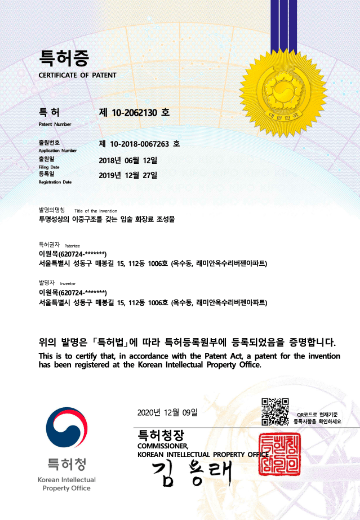 특허증
CERTIFICATE OF PATENT
특 허 제 10-2062130 호
Patent Number
출원번호 제 10-2018-0067263 호
Application Number
출원일 2018년 06월 12일
Filing Date
등록일 2019년 12월 27일
Registration Date
발명의명칭 Title of the Invention
투명성상의 이중구조를 갖는 입술 화장료 조성물
특허권자 Patentee
이원목(620724-*******)
서울특별시 성동구 매봉길 15, 112동 1006호 (옥수동, 래미안옥수리버젠아파트)
발명자 Inventor
이원목(620724-*******)
서울특별시 성동구 매봉길 15, 112동 1006호 (옥수동, 래미안옥수리버젠아파트)
위의 발명은 「특허법」에 따라 특허등록원부에 등록되었음을 증명합니다.
This is to certify that, in accordance with the Patent Act, a patent for the invention
has been registered at the Korean Intellectual Property Office.
2020년 12월 09일
QR코드로 현재기준
등록사항을 확인하세요
특허청장
COMMISSIONER,
KOREAN INTELLECTUAL PROPERTY OFFICE
김용래
특허청
Korean Intellectual
Property Office